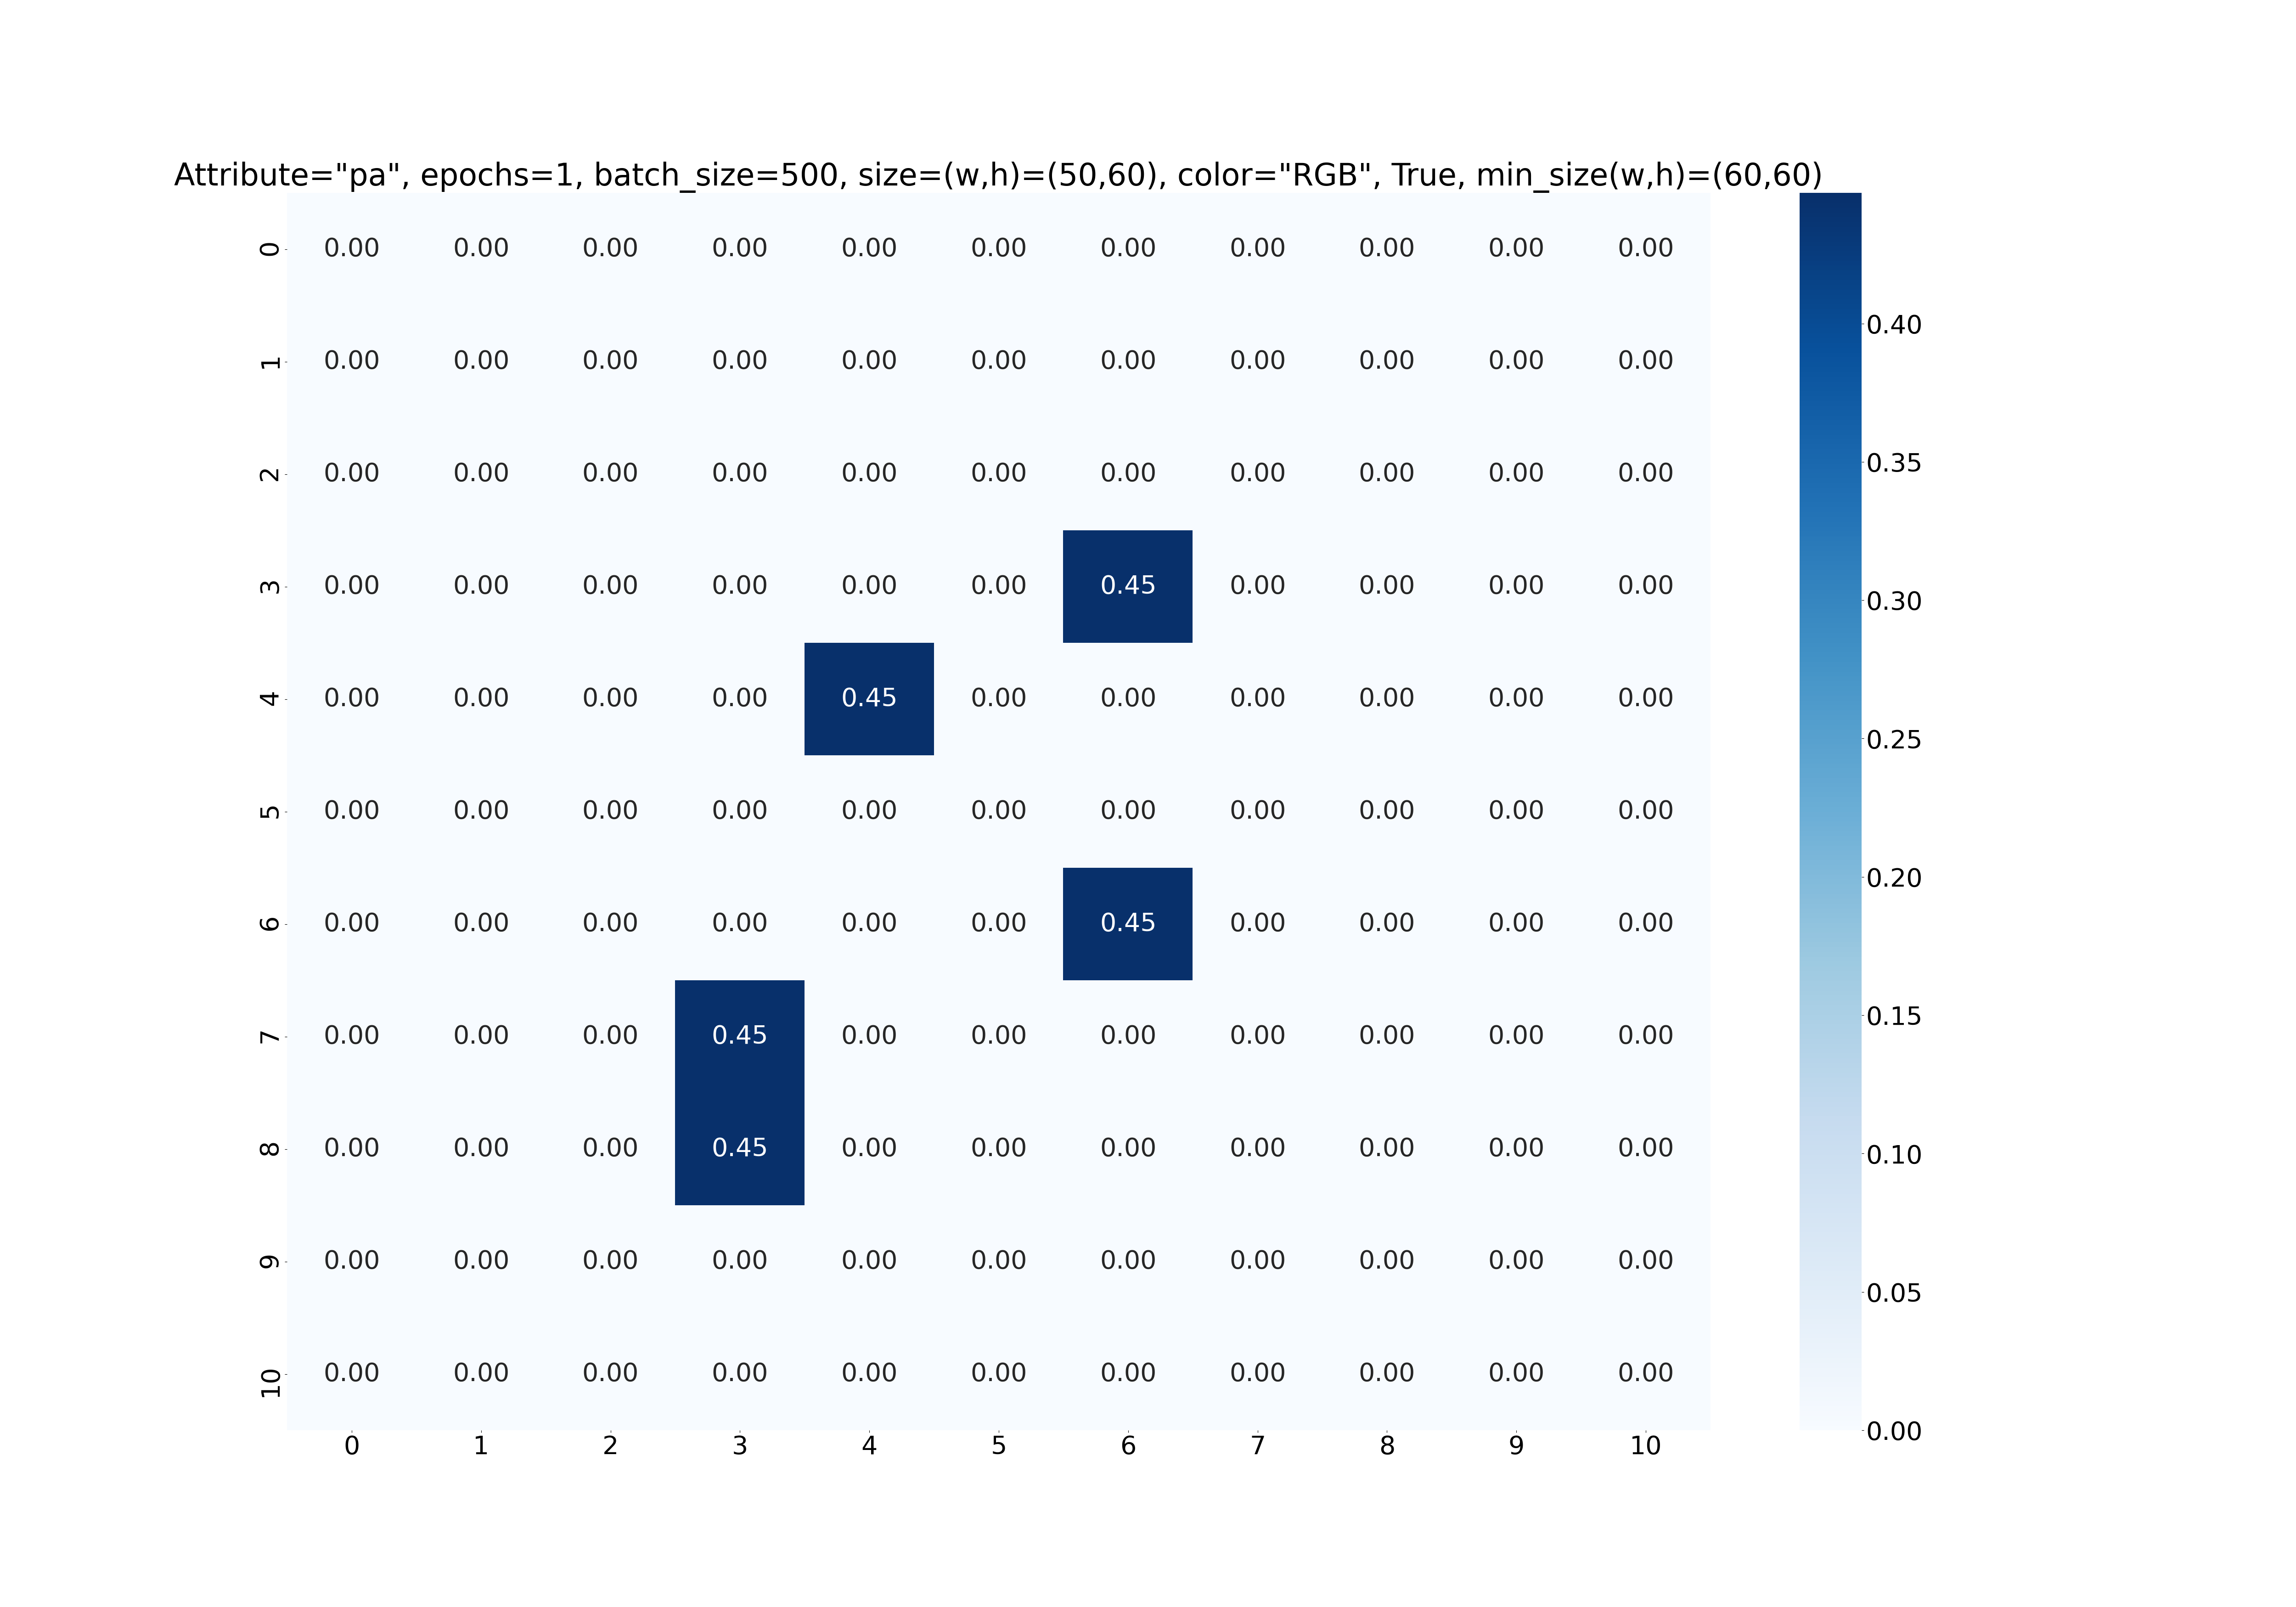 Attribute="pa", epochs=1, batch_size=500, size=(w,h)=(50,60), color="RGB", True, min_size(w,h)=(60,60)
0 0.00 0.00 0.00 0.00 0.00 0.00 0.00 0.00 0.00 0.00 0.00
1 0.00 0.00 0.00 0.00 0.00 0.00 0.00 0.00 0.00 0.00 0.00
2 0.00 0.00 0.00 0.00 0.00 0.00 0.00 0.00 0.00 0.00 0.00
3 0.00 0.00 0.00 0.00 0.00 0.00 0.45 0.00 0.00 0.00 0.00
4 0.00 0.00 0.00 0.00 0.45 0.00 0.00 0.00 0.00 0.00 0.00
5 0.00 0.00 0.00 0.00 0.00 0.00 0.00 0.00 0.00 0.00 0.00
6 0.00 0.00 0.00 0.00 0.00 0.00 0.45 0.00 0.00 0.00 0.00
7 0.00 0.00 0.00 0.45 0.00 0.00 0.00 0.00 0.00 0.00 0.00
8 0.00 0.00 0.00 0.45 0.00 0.00 0.00 0.00 0.00 0.00 0.00
9 0.00 0.00 0.00 0.00 0.00 0.00 0.00 0.00 0.00 0.00 0.00
10 0.00 0.00 0.00 0.00 0.00 0.00 0.00 0.00 0.00 0.00 0.00
0 1 2 3 4 5 6 7 8 9 10
0.40
0.35
0.30
0.25
0.20
0.15
0.10
0.05
0.00